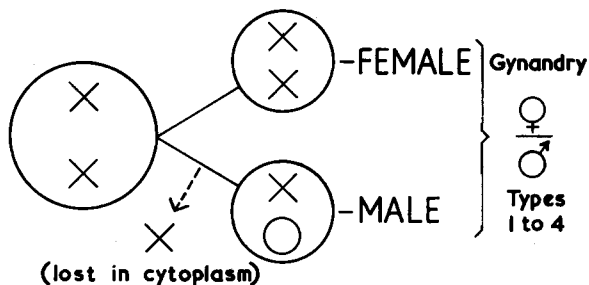 X
X
X
X
-FEMALE
X
O
-MALE
X
(lost in cytoplasm)
Gynandry
♀
♂
Types
1 to 4